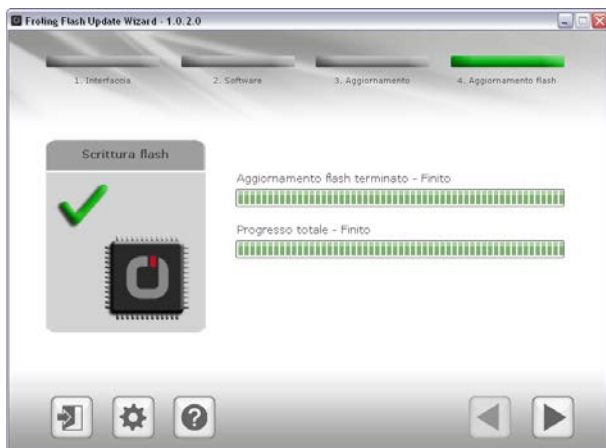 Froling Flash Update Wizard - 1.0.2.0
1. Interfaccia
2. Software
3. Aggiornamento
4. Aggiornamento flash
Scrittura flash
Aggiornamento flash terminato - Finito
Progresso totale - Finito
?